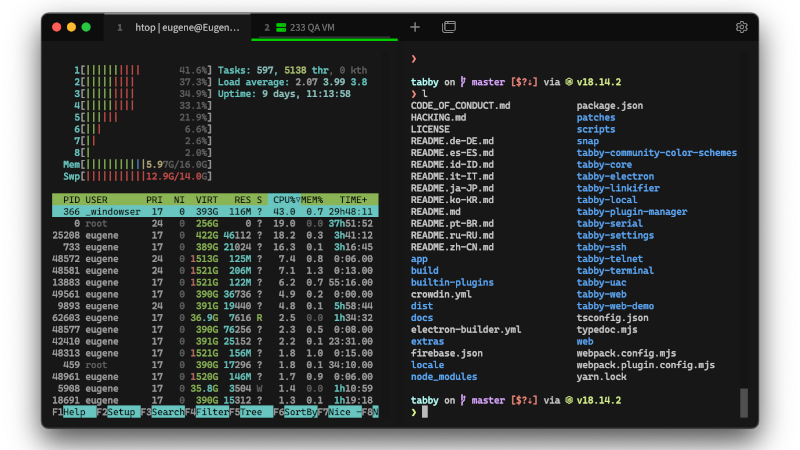 1 htop | eugene@Eugen…
2 233 QA VM
1[||||||||||| 41.6%] Tasks: 597, 5138 thr, 0 kth
2[|||||||||| 37.3%] Load average: 2.07 3.99 3.8
3[|||||||||| 34.9%] Uptime: 9 days, 11:13:58
4[|||||||||| 33.1%]
5[||||||| 21.9%]
6[||| 6.6%]
7[|| 2.6%]
8[| 2.0%]
Mem[||||||||||||5.97G/16.0G]
Swp[||||||||||||12.9G/14.0G]
PID USER PRI NI VIRT RES S CPU%▽MEM% TIME+
366 _windowser 17 0 393G 116M ? 43.0 0.7 29h48:11
0 root 24 0 256G 0 ? 19.0 0.0 37h51:52
25208 eugene 17 0 422G 46112 ? 18.2 0.3 3h41:12
733 eugene 17 0 389G 21024 ? 16.3 0.1 3h16:45
48572 eugene 24 0 1513G 125M ? 7.4 0.8 0:06.00
48581 eugene 24 0 1521G 206M ? 7.1 1.3 0:13.00
13883 eugene 17 0 1521G 122M ? 6.2 0.7 55:16.00
49561 eugene 17 0 390G 36736 ? 4.9 0.2 0:00.00
9893 eugene 24 0 391G 19440 ? 4.8 0.1 5h58:44
62603 eugene 17 0 36.9G 7616 R 2.5 0.0 1h34:32
48577 eugene 17 0 390G 76256 ? 2.3 0.5 0:08.00
42410 eugene 17 0 391G 25152 ? 2.2 0.1 23:31.00
48313 eugene 17 0 1521G 156M ? 1.8 1.0 0:15.00
459 root 17 0 390G 17296 ? 1.8 0.1 34:10.00
48961 eugene 17 0 1520G 146M ? 1.7 0.9 0:06.00
5908 eugene 17 0 35.8G 3504 W 1.4 0.0 1h10:59
18691 eugene 17 0 390G 15312 ? 1.3 0.1 1h19:18
F1Help F2Setup F3SearchF4FilterF5Tree F6SortByF7Nice -F8N
❯
tabby on master [$?↓] via v18.14.2
❯ l
CODE_OF_CONDUCT.md package.json
HACKING.md patches
LICENSE scripts
README.de-DE.md snap
README.es-ES.md tabby-community-color-schemes
README.id-ID.md tabby-core
README.it-IT.md tabby-electron
README.ja-JP.md tabby-linkifier
README.ko-KR.md tabby-local
README.md tabby-plugin-manager
README.pt-BR.md tabby-serial
README.ru-RU.md tabby-settings
README.zh-CN.md tabby-ssh
app tabby-telnet
build tabby-terminal
builtin-plugins tabby-uac
crowdin.yml tabby-web
dist tabby-web-demo
docs tsconfig.json
electron-builder.yml typedoc.mjs
extras web
firebase.json webpack.config.mjs
locale webpack.plugin.config.mjs
node_modules yarn.lock
tabby on master [$?↓] via v18.14.2
❯